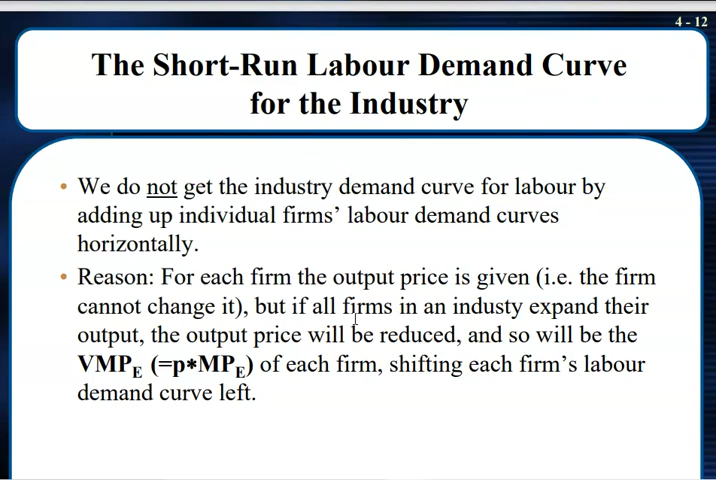 4 - 12
The Short-Run Labour Demand Curve
for the Industry
• We do not get the industry demand curve for labour by
adding up individual firms’ labour demand curves
horizontally.
• Reason: For each firm the output price is given (i.e. the firm
cannot change it), but if all firms in an industy expand their
output, the output price will be reduced, and so will be the
VMPE (=p*MPE) of each firm, shifting each firm’s labour
demand curve left.